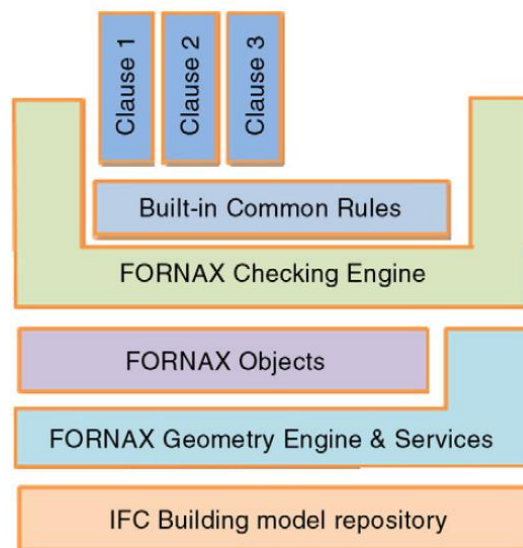 Clause 1
Clause 2
Clause 3
Built-in Common Rules
FORNAX Checking Engine
FORNAX Objects
FORNAX Geometry Engine & Services
IFC Building model repository